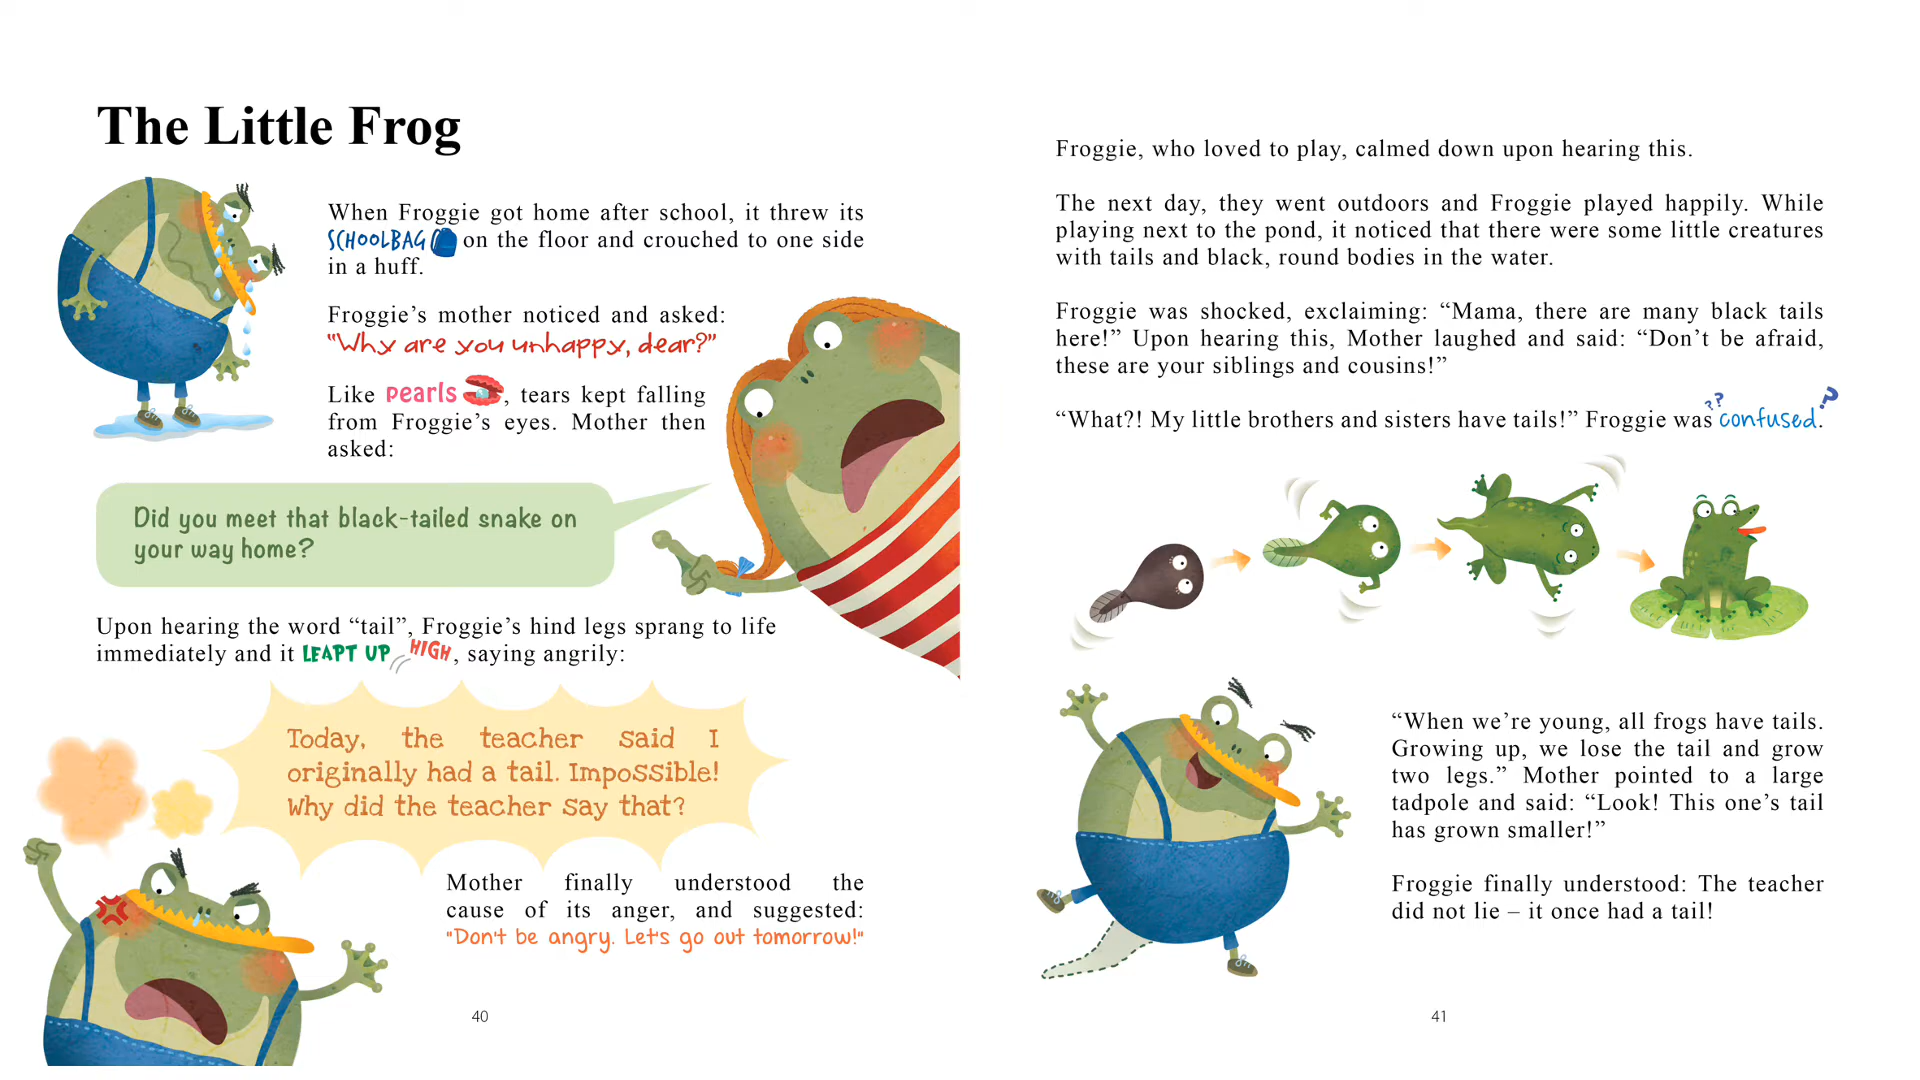 The Little Frog
When Froggie got home after school, it threw its
SCHOOLBAG on the floor and crouched to one side
in a huff.
Froggie’s mother noticed and asked:
“Why are you unhappy, dear?”
Like pearls, tears kept falling
from Froggie’s eyes. Mother then
asked:
Did you meet that black-tailed snake on
your way home?
Upon hearing the word “tail”, Froggie’s hind legs sprang to life
immediately and it LEAPT UP HIGH, saying angrily:
Today, the teacher said I
originally had a tail. Impossible!
Why did the teacher say that?
Mother finally understood the
cause of its anger, and suggested:
"Don't be angry. Let's go out tomorrow!"
40
Froggie, who loved to play, calmed down upon hearing this.
The next day, they went outdoors and Froggie played happily. While
playing next to the pond, it noticed that there were some little creatures
with tails and black, round bodies in the water.
Froggie was shocked, exclaiming: “Mama, there are many black tails
here!” Upon hearing this, Mother laughed and said: “Don’t be afraid,
these are your siblings and cousins!”
“What?! My little brothers and sisters have tails!” Froggie was ?? confused ?.
“When we’re young, all frogs have tails.
Growing up, we lose the tail and grow
two legs.” Mother pointed to a large
tadpole and said: “Look! This one’s tail
has grown smaller!”
Froggie finally understood: The teacher
did not lie – it once had a tail!
41